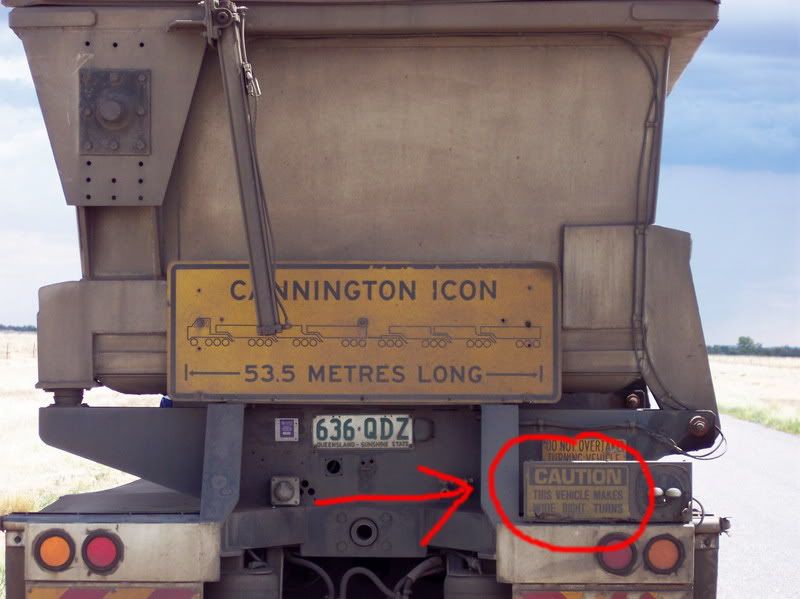 CANNINGTON ICON
53.5 METRES LONG
636·QDZ
QUEENSLAND - SUNSHINE STATE
DO NOT OVERTAKE
TURNING VEHICLE
CAUTION
THIS VEHICLE MAKES
WIDE RIGHT TURNS